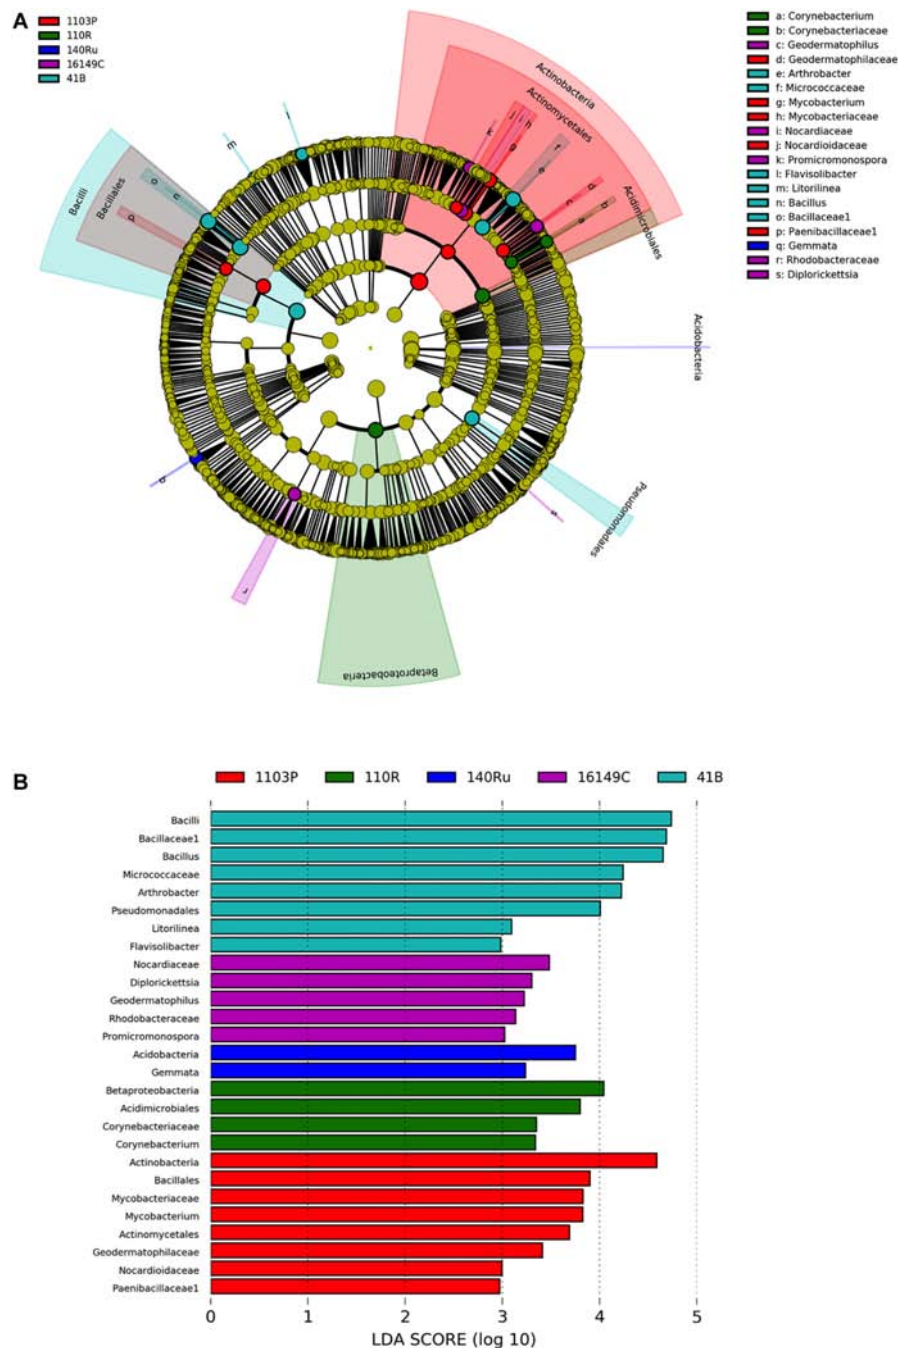 A
1103P
110R
140Ru
16149C
41B
a: Corynebacterium
b: Corynebacteriaceae
c: Geodermatophilus
d: Geodermatophilaceae
e: Arthrobacter
f: Micrococcaceae
g: Mycobacterium
h: Mycobacteriaceae
i: Nocardiaceae
j: Nocardioidaceae
k: Promicromonospora
l: Flavisolibacter
m: Litorilinea
n: Bacillus
o: Bacillaceae1
p: Paenibacillaceae1
q: Gemmata
r: Rhodobacteraceae
s: Diplorickettsia
Actinobacteria
Actinomycetales
Acidimicrobiales
Acidobacteria
Pseudomonadales
Betaproteobacteria
Bacilli
Bacillales
a
b
c
d
e
f
g
h
i
j
k
l
m
n
o
p
q
r
s
B
1103P 110R 140Ru 16149C 41B
Bacilli
Bacillaceae1
Bacillus
Micrococcaceae
Arthrobacter
Pseudomonadales
Litorilinea
Flavisolibacter
Nocardiaceae
Diplorickettsia
Geodermatophilus
Rhodobacteraceae
Promicromonospora
Acidobacteria
Gemmata
Betaproteobacteria
Acidimicrobiales
Corynebacteriaceae
Corynebacterium
Actinobacteria
Bacillales
Mycobacteriaceae
Mycobacterium
Actinomycetales
Geodermatophilaceae
Nocardioidaceae
Paenibacillaceae1
0 1 2 3 4 5
LDA SCORE (log 10)